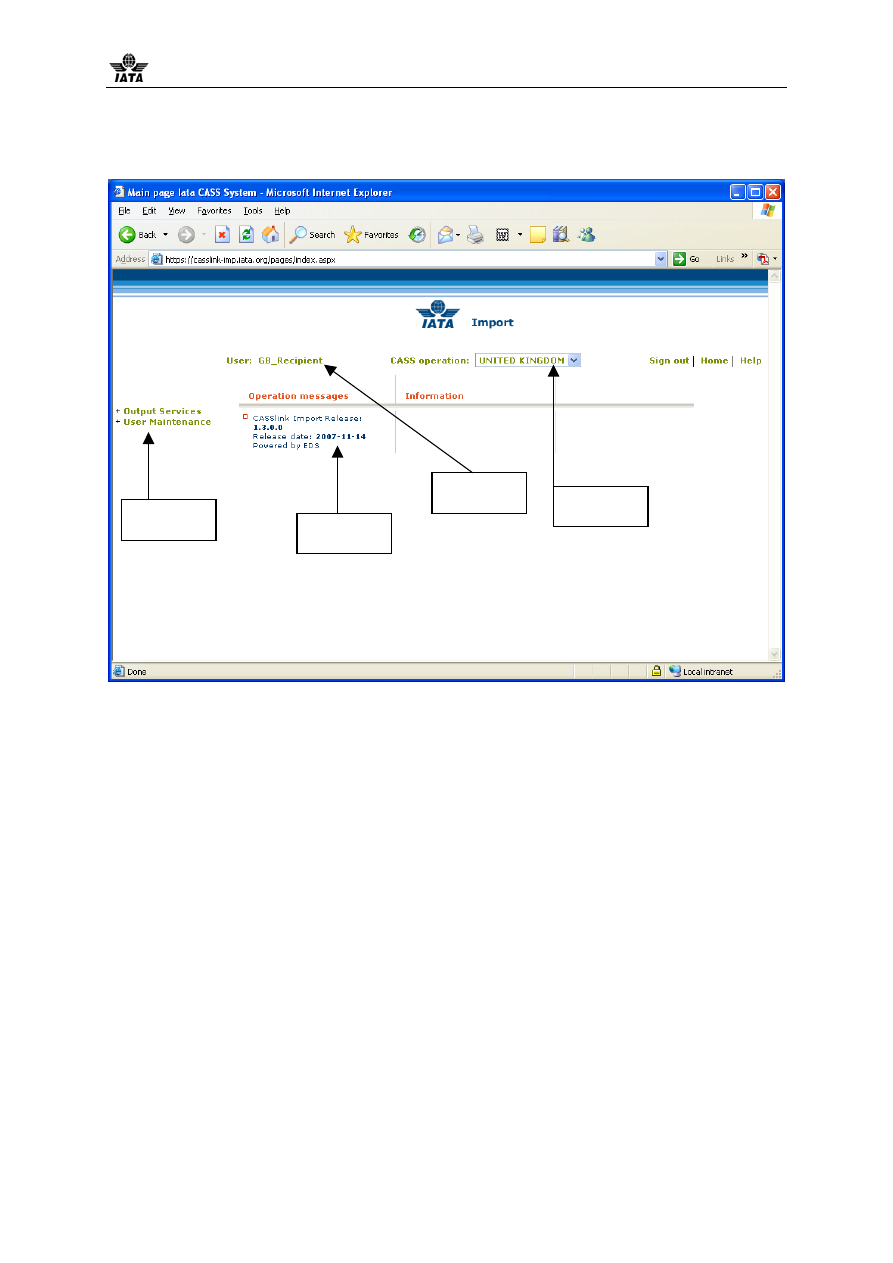 IATA
Main page Iata CASS System - Microsoft Internet Explorer
File Edit View Favorites Tools Help
Back Search Favorites
Address https://casslink-imp.iata.org/pages/index.aspx Go Links »
IATA Import
User: GB_Recipient CASS operation: UNITED KINGDOM Sign out | Home | Help
Operation messages Information
+ Output Services
+ User Maintenance
CASSlink Import Release:
1.3.0.0
Release date: 2007-11-14
Powered by EDS
Done Local intranet